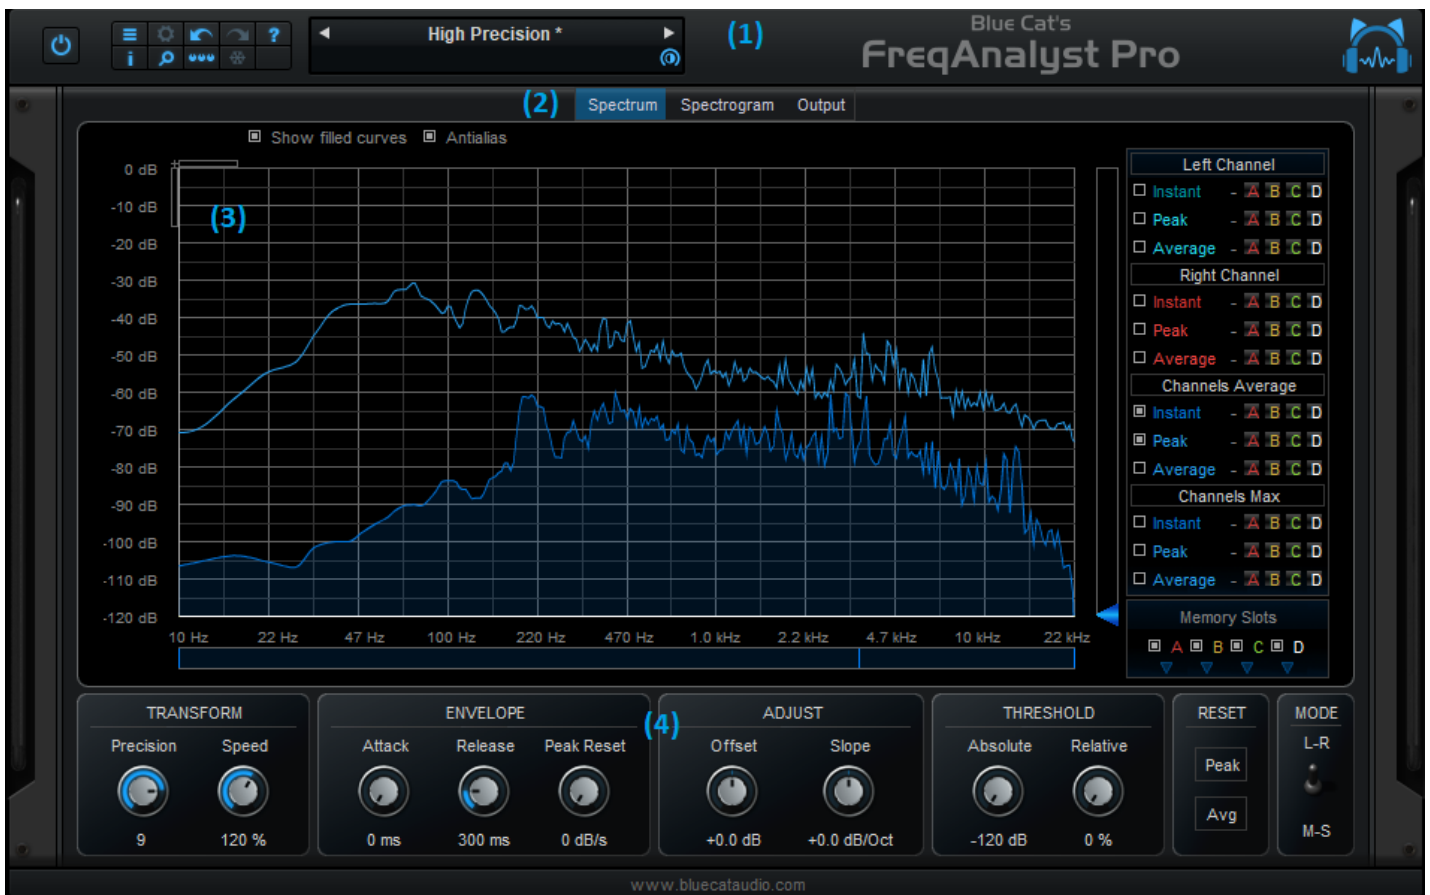 Blue Cat's
High Precision *
(1)
FreqAnalyst Pro
?
i
(2)
Spectrum
Spectrogram
Output
Show filled curves
Antialias
0 dB
-10 dB
-20 dB
-30 dB
-40 dB
-50 dB
-60 dB
-70 dB
-80 dB
-90 dB
-100 dB
-110 dB
-120 dB
(3)
10 Hz
22 Hz
47 Hz
100 Hz
220 Hz
470 Hz
1.0 kHz
2.2 kHz
4.7 kHz
10 kHz
22 kHz
Left Channel
Instant - A B C D
Peak - A B C D
Average - A B C D
Right Channel
Instant - A B C D
Peak - A B C D
Average - A B C D
Channels Average
Instant - A B C D
Peak - A B C D
Average - A B C D
Channels Max
Instant - A B C D
Peak - A B C D
Average - A B C D
Memory Slots
A B C D
(4)
TRANSFORM
Precision
Speed
9
120 %
ENVELOPE
Attack
Release
Peak Reset
0 ms
300 ms
0 dB/s
ADJUST
Offset
Slope
+0.0 dB
+0.0 dB/Oct
THRESHOLD
Absolute
Relative
-120 dB
0 %
RESET
Peak
Avg
MODE
L-R
M-S
www.bluecataudio.com